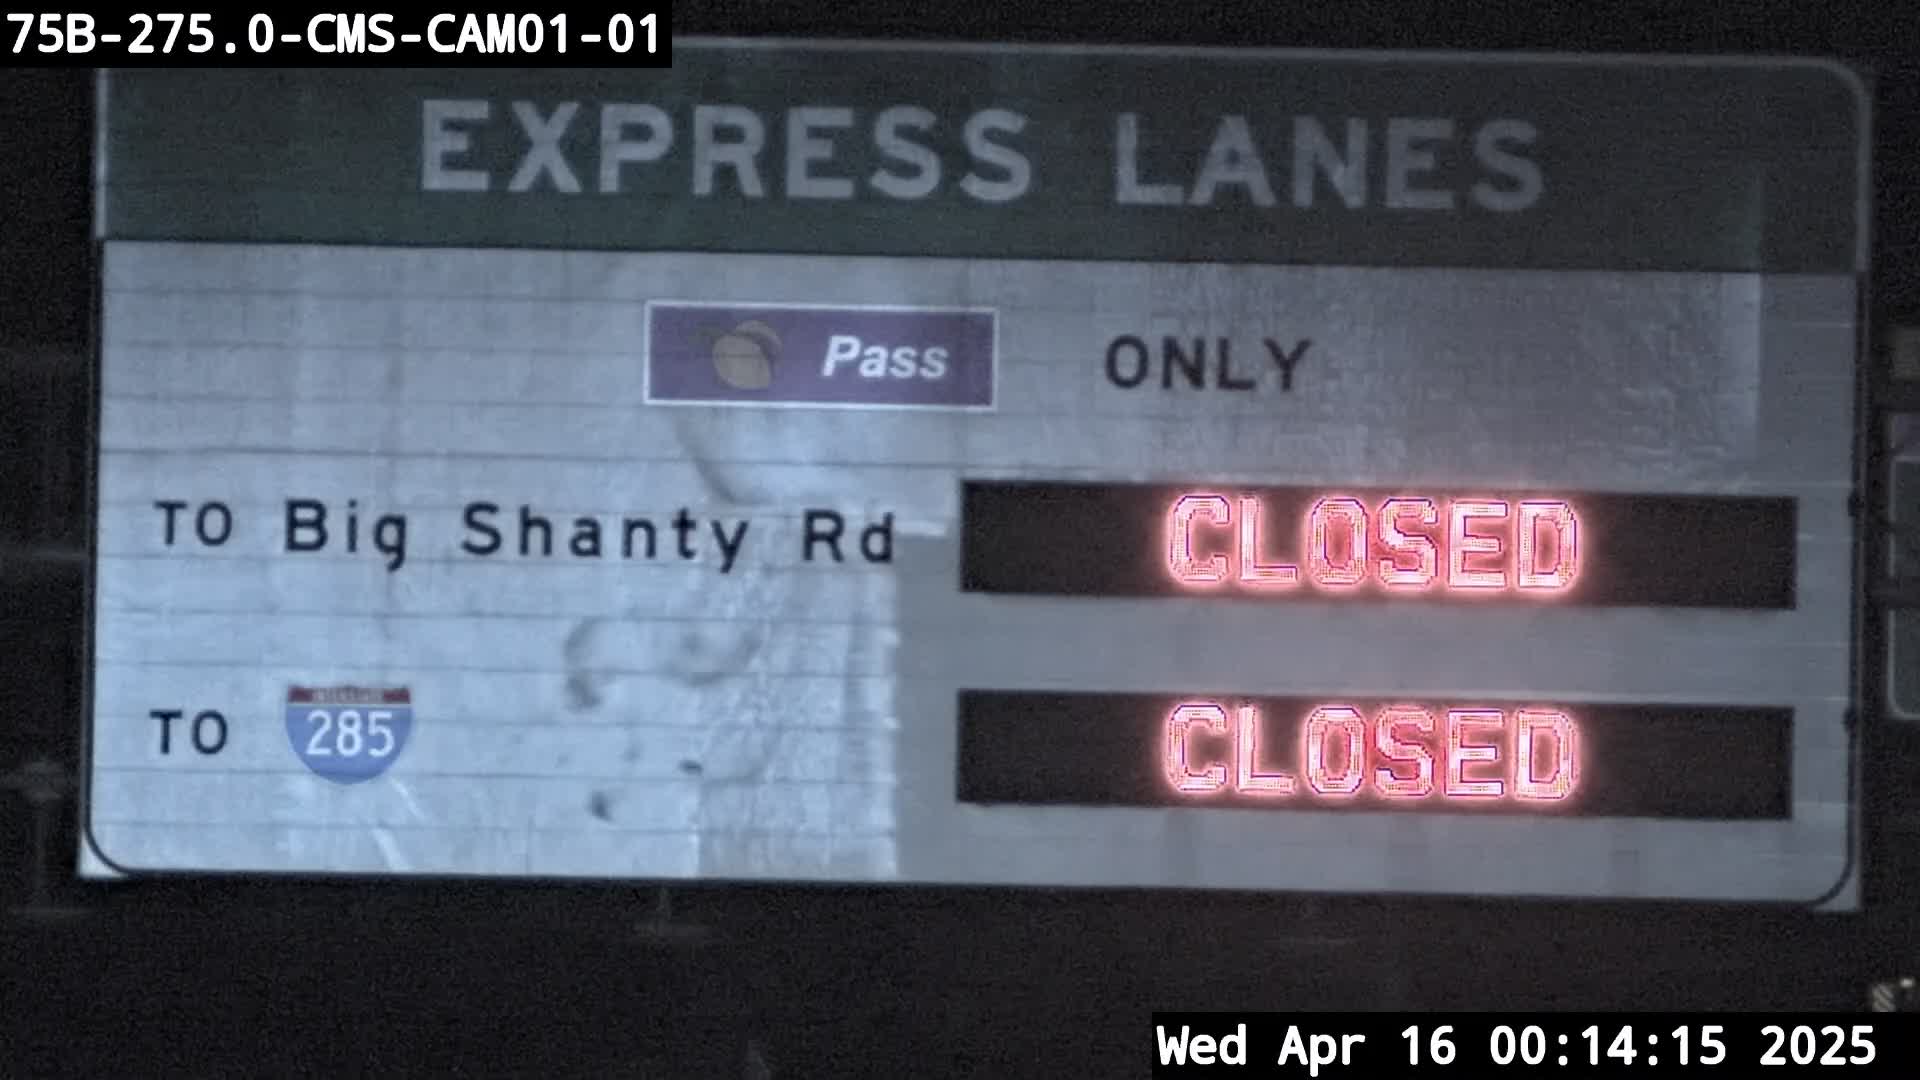 75B-275.0-CMS-CAM01-01
EXPRESS LANES
Pass ONLY
TO Big Shanty Rd CLOSED
TO 285 CLOSED
Wed Apr 16 00:14:15 2025